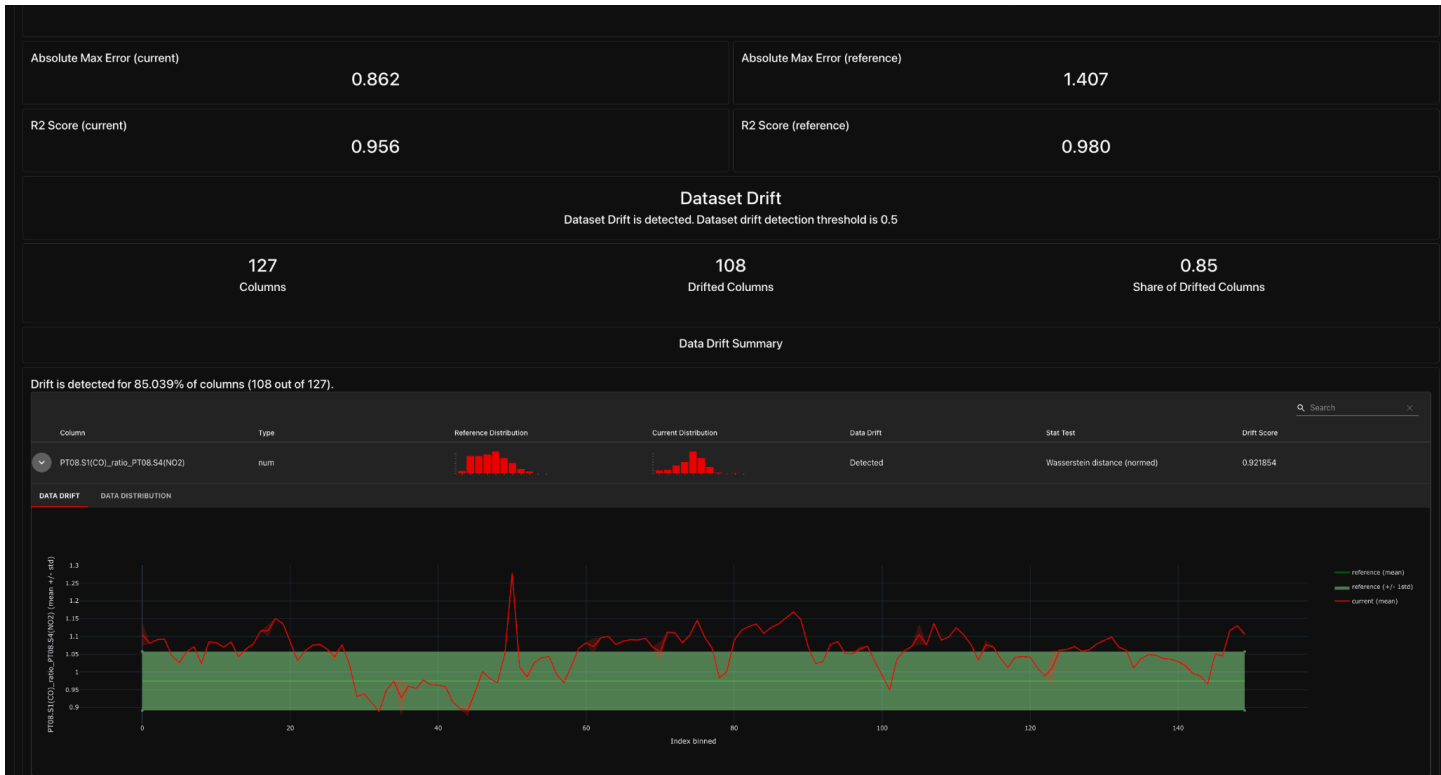 Absolute Max Error (current)
0.862
Absolute Max Error (reference)
1.407
R2 Score (current)
0.956
R2 Score (reference)
0.980
Dataset Drift
Dataset Drift is detected. Dataset drift detection threshold is 0.5
127
Columns
108
Drifted Columns
0.85
Share of Drifted Columns
Data Drift Summary
Drift is detected for 85.039% of columns (108 out of 127).
Search
Column Type Reference Distribution Current Distribution Data Drift Stat Test Drift Score
PT08.S1(CO)_ratio_PT08.S4(NO2) num Detected Wasserstein distance (normed) 0.921854
DATA DRIFT DATA DISTRIBUTION
PT08.S1(CO)_ratio_PT08.S4(NO2) (mean +/- std)
1.3
1.25
1.2
1.15
1.1
1.05
1
0.95
0.9
0 20 40 60 80 100 120 140
Index binned
reference (mean)
reference (+/- 1std)
current (mean)